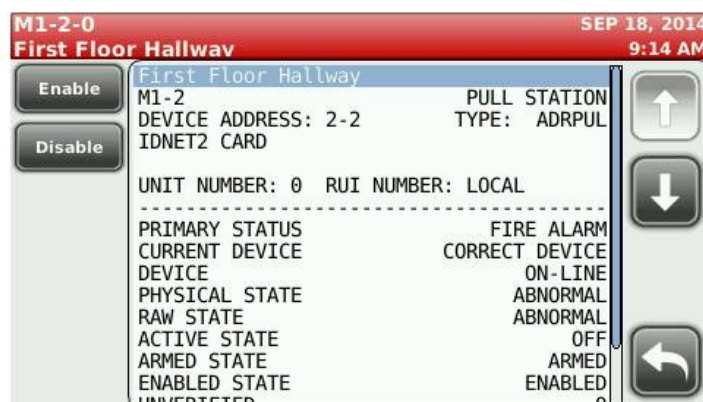 M1-2-0 SEP 18, 2014
First Floor Hallway 9:14 AM
Enable
Disable
First Floor Hallway
M1-2 PULL STATION
DEVICE ADDRESS: 2-2 TYPE: ADRPUL
IDNET2 CARD
UNIT NUMBER: 0 RUI NUMBER: LOCAL
PRIMARY STATUS FIRE ALARM
CURRENT DEVICE CORRECT DEVICE
DEVICE ON-LINE
PHYSICAL STATE ABNORMAL
RAW STATE ABNORMAL
ACTIVE STATE OFF
ARMED STATE ARMED
ENABLED STATE ENABLED
UNVERIFIED 0